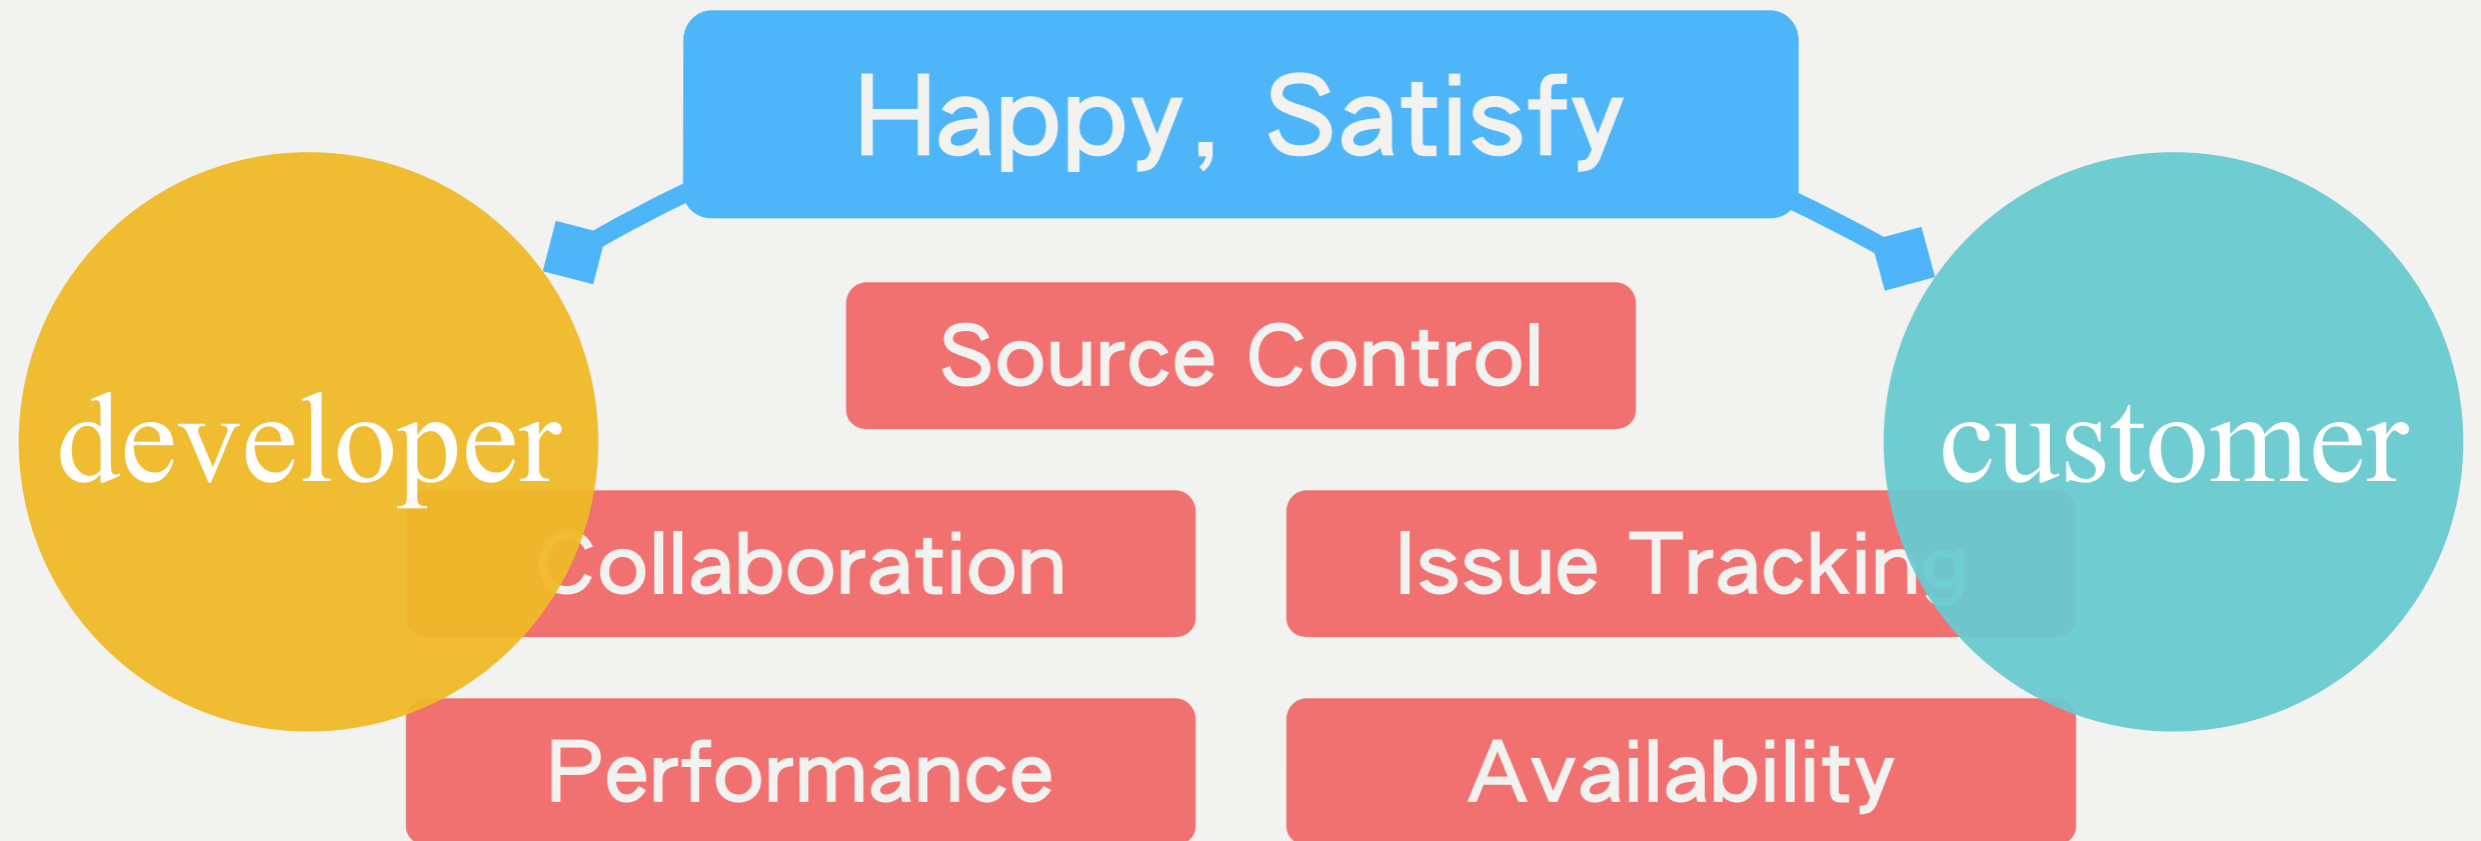 Happy, Satisfy
Source Control
developer
customer
Collaboration
Issue Tracking
Performance
Availability